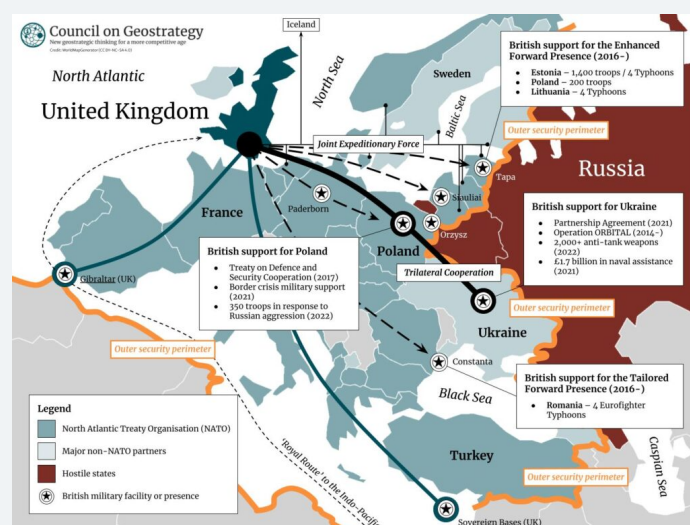 Council on Geostrategy
New geostrategic thinking for a more competitive age
Credit: WorldMapGenerator (CC BY-NC-SA 4.0)
Iceland
North Atlantic
North Sea
United Kingdom
Sweden
Baltic Sea
British support for the Enhanced
Forward Presence (2016-)
Estonia – 1,400 troops / 4 Typhoons
Poland – 200 troops
Lithuania – 4 Typhoons
Joint Expeditionary Force
Outer security perimeter
Russia
Tapa
Siauliai
Paderborn
Orzysz
France
Poland
British support for Ukraine
Partnership Agreement (2021)
Operation ORBITAL (2014-)
2,000+ anti-tank weapons
(2022)
£1.7 billion in naval assistance
(2021)
British support for Poland
Treaty on Defence and
Security Cooperation (2017)
Border crisis military support
(2021)
350 troops in response to
Russian aggression (2022)
Trilateral Cooperation
Gibraltar (UK)
Ukraine
Outer security perimeter
Constanta
Black Sea
British support for the Tailored
Forward Presence (2016-)
Romania – 4 Eurofighter
Typhoons
Legend
North Atlantic Treaty Organisation (NATO)
Major non-NATO partners
Hostile states
British military facility or presence
'Royal Route' to the Indo-Pacific
Turkey
Caspian Sea
Outer security perimeter
Sovereign Bases (UK)